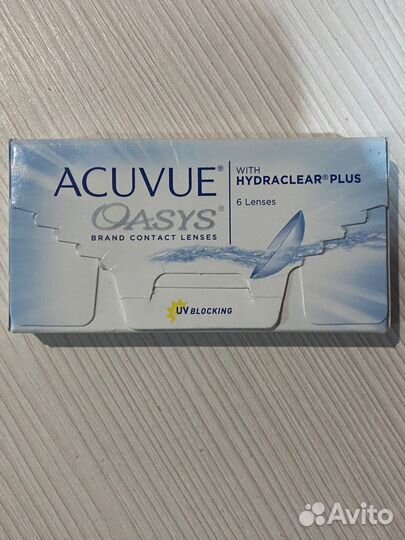 ACUVUE®
OASYS®
BRAND CONTACT LENSES
WITH
HYDRACLEAR® PLUS
6 Lenses
UV BLOCKING
Avito